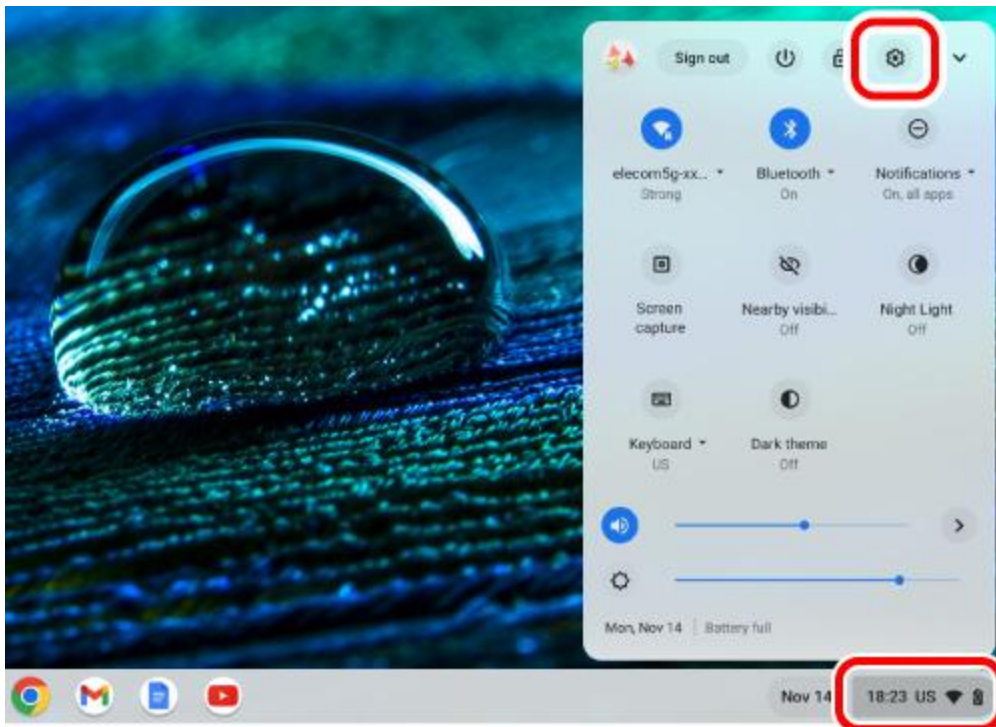 Sign out
elecom5g-xx... Bluetooth Notifications
Strong On On, all apps
Screen capture Nearby visibi... Night Light
Off Off
Keyboard Dark theme
US Off
Mon, Nov 14 Battery full
Nov 14 18:23 US